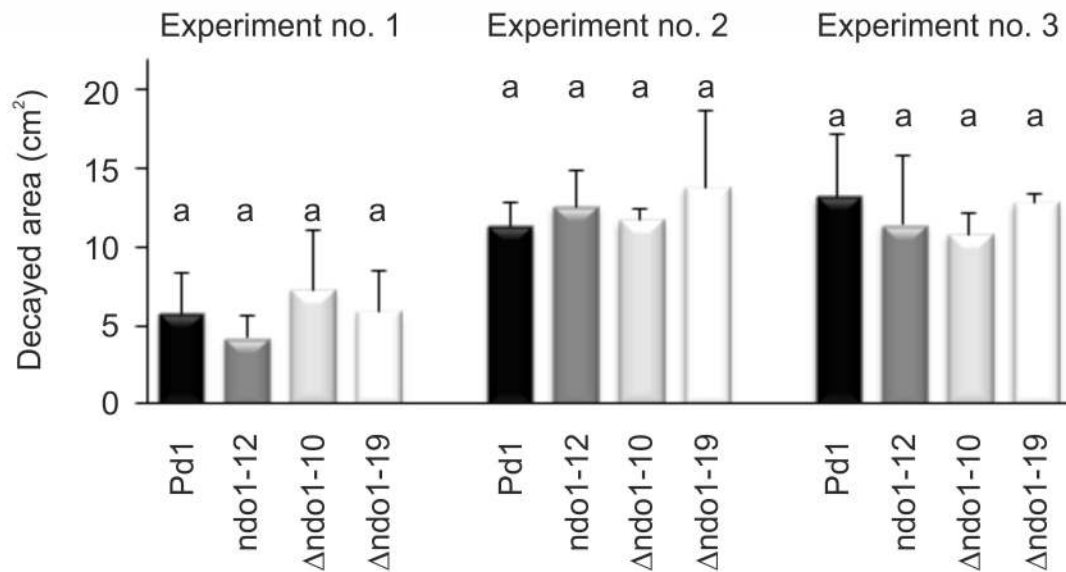 Experiment no. 1 Experiment no. 2 Experiment no. 3
Decayed area (cm²)
20
15
10
5
0
a a a a
a a a a
a a a a
Pd1
ndo1-12
Δndo1-10
Δndo1-19
Pd1
ndo1-12
Δndo1-10
Δndo1-19
Pd1
ndo1-12
Δndo1-10
Δndo1-19